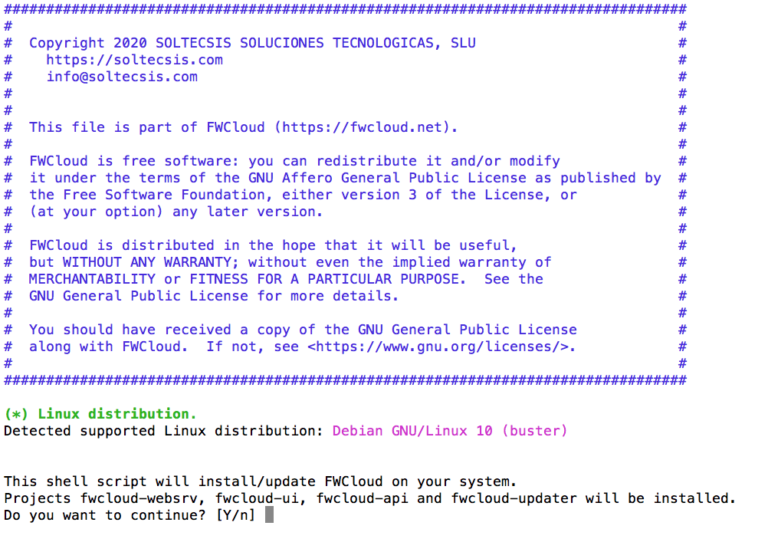 #################################################################################
#                                                                               #
#  Copyright 2020 SOLTECSIS SOLUCIONES TECNOLOGICAS, SLU                        #
#    https://soltecsis.com                                                      #
#    info@soltecsis.com                                                         #
#                                                                               #
#                                                                               #
#  This file is part of FWCloud (https://fwcloud.net).                          #
#                                                                               #
#  FWCloud is free software: you can redistribute it and/or modify              #
#  it under the terms of the GNU Affero General Public License as published by  #
#  the Free Software Foundation, either version 3 of the License, or            #
#  (at your option) any later version.                                          #
#                                                                               #
#  FWCloud is distributed in the hope that it will be useful,                   #
#  but WITHOUT ANY WARRANTY; without even the implied warranty of               #
#  MERCHANTABILITY or FITNESS FOR A PARTICULAR PURPOSE.  See the                #
#  GNU General Public License for more details.                                 #
#                                                                               #
#  You should have received a copy of the GNU General Public License            #
#  along with FWCloud.  If not, see <https://www.gnu.org/licenses/>.            #
#                                                                               #
#################################################################################
(*) Linux distribution.
Detected supported Linux distribution: Debian GNU/Linux 10 (buster)
This shell script will install/update FWCloud on your system.
Projects fwcloud-websrv, fwcloud-ui, fwcloud-api and fwcloud-updater will be installed.
Do you want to continue? [Y/n]